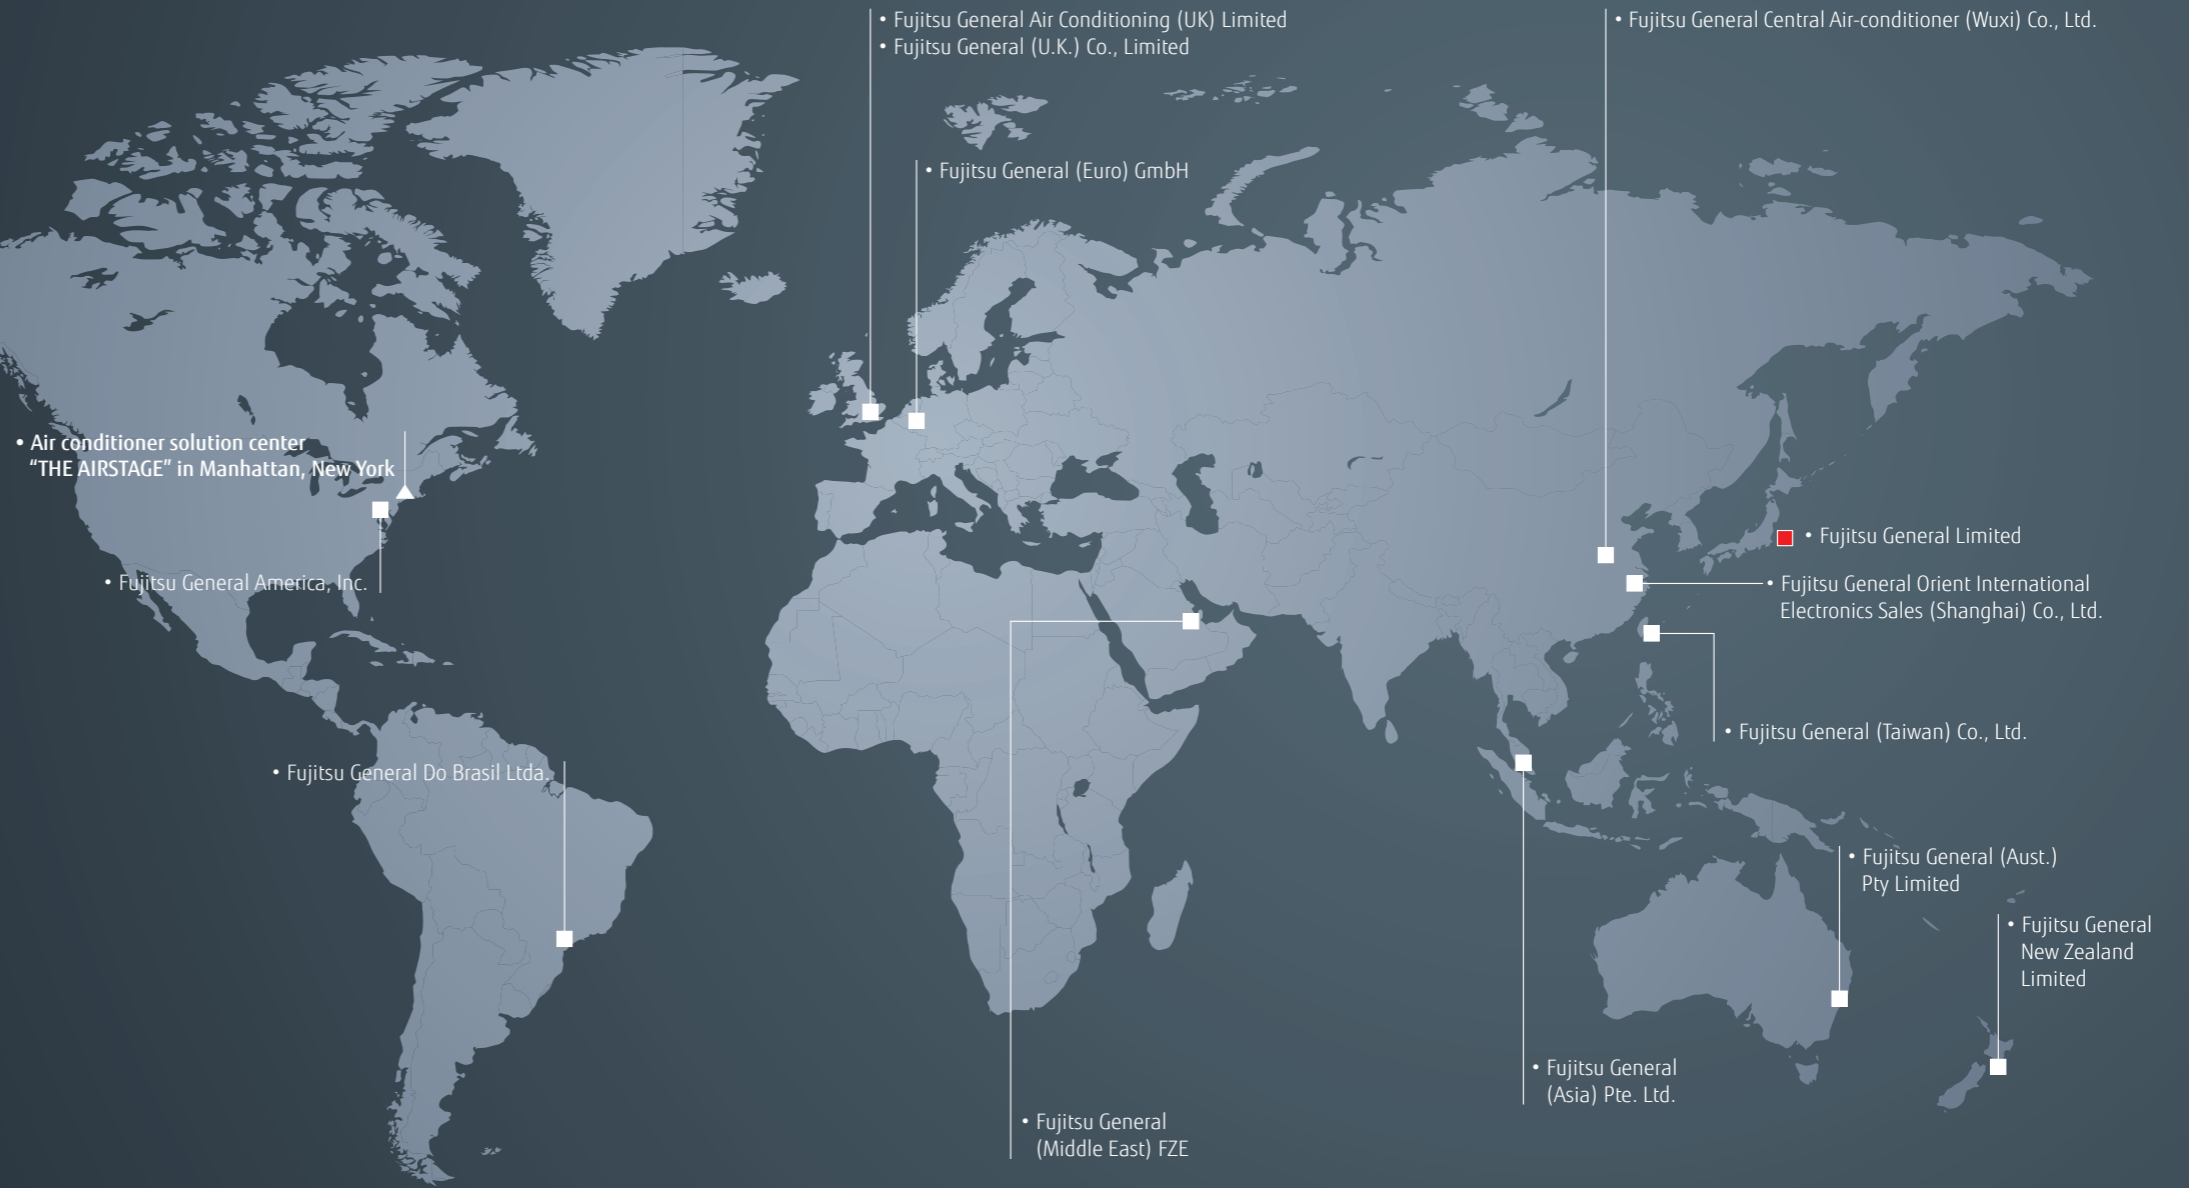 • Fujitsu General Air Conditioning (UK) Limited
• Fujitsu General (U.K.) Co., Limited
• Fujitsu General Central Air-conditioner (Wuxi) Co., Ltd.
• Fujitsu General (Euro) GmbH
• Air conditioner solution center
“THE AIRSTAGE” in Manhattan, New York
• Fujitsu General America, Inc.
• Fujitsu General Limited
• Fujitsu General Orient International
Electronics Sales (Shanghai) Co., Ltd.
• Fujitsu General (Taiwan) Co., Ltd.
• Fujitsu General Do Brasil Ltda.
• Fujitsu General (Aust.)
Pty Limited
• Fujitsu General
New Zealand
Limited
• Fujitsu General
(Asia) Pte. Ltd.
• Fujitsu General
(Middle East) FZE